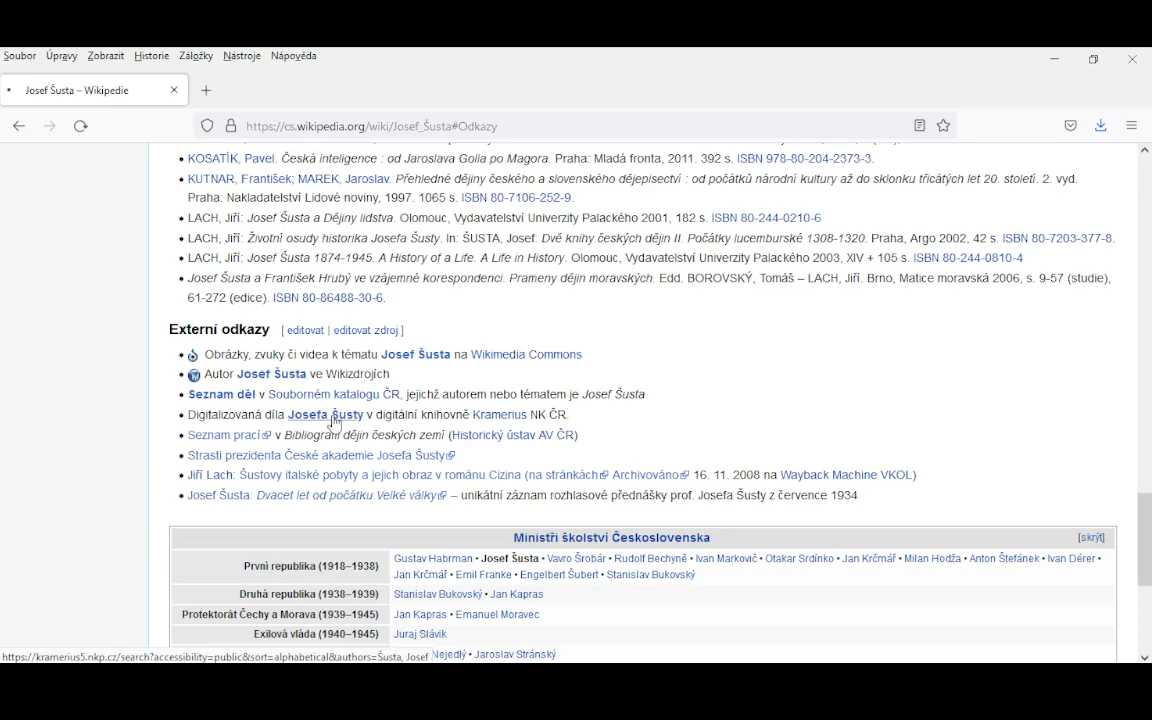 Soubor Úpravy Zobrazit Historie Záložky Nástroje Nápověda
Josef Šusta – Wikipedie
https://cs.wikipedia.org/wiki/Josef_Šusta#Odkazy
KOSATÍK, Pavel. Česká inteligence : od Jaroslava Golla po Magora. Praha: Mladá fronta, 2011. 392 s. ISBN 978-80-204-2373-3.
KUTNAR, František; MAREK, Jaroslav. Přehledné dějiny českého a slovenského dějepisectví : od počátků národní kultury až do sklonku třicátých let 20. století. 2. vyd.
Praha: Nakladatelství Lidové noviny, 1997. 1065 s. ISBN 80-7106-252-9.
LACH, Jiří: Josef Šusta a Dějiny lidstva. Olomouc, Vydavatelství Univerzity Palackého 2001, 182 s. ISBN 80-244-0210-6
LACH, Jiří: Životní osudy historika Josefa Šusty. In: ŠUSTA, Josef: Dvě knihy českých dějin II. Počátky lucemburské 1308-1320. Praha, Argo 2002, 42 s. ISBN 80-7203-377-8.
LACH, Jiří: Josef Šusta 1874-1945. A History of a Life. A Life in History. Olomouc, Vydavatelství Univerzity Palackého 2003, XIV + 105 s. ISBN 80-244-0810-4
Josef Šusta a František Hrubý ve vzájemné korespondenci. Prameny dějin moravských. Edd. BOROVSKÝ, Tomáš – LACH, Jiří. Brno, Matice moravská 2006, s. 9-57 (studie),
61-272 (edice). ISBN 80-86488-30-6.
Externí odkazy [ editovat | editovat zdroj ]
Obrázky, zvuky či videa k tématu Josef Šusta na Wikimedia Commons
Autor Josef Šusta ve Wikizdrojích
Seznam děl v Souborném katalogu ČR, jejichž autorem nebo tématem je Josef Šusta
Digitalizovaná díla Josefa Šusty v digitální knihovně Kramerius NK ČR.
Seznam prací v Bibliografii dějin českých zemí (Historický ústav AV ČR)
Strasti prezidenta České akademie Josefa Šusty
Jiří Lach: Šustovy italské pobyty a jejich obraz v románu Cizina (na stránkách Archivováno 16. 11. 2008 na Wayback Machine VKOL)
Josef Šusta: Dvacet let od počátku Velké války – unikátní záznam rozhlasové přednášky prof. Josefa Šusty z července 1934
Ministři školství Československa [skrýt]
První republika (1918–1938) Gustav Habrman • Josef Šusta • Vavro Šrobár • Rudolf Bechyně • Ivan Markovič • Otakar Srdínko • Jan Krčmář • Milan Hodža • Anton Štefánek • Ivan Dérer •
Jan Krčmář • Emil Franke • Engelbert Šubert • Stanislav Bukovský
Druhá republika (1938–1939) Stanislav Bukovský • Jan Kapras
Protektorát Čechy a Morava (1939–1945) Jan Kapras • Emanuel Moravec
Exilová vláda (1940–1945) Juraj Slávik
https://kramerius5.nkp.cz/search?accessibility=public&sort=alphabetical&authors=Šusta, Josef Nejedlý • Jaroslav Stránský